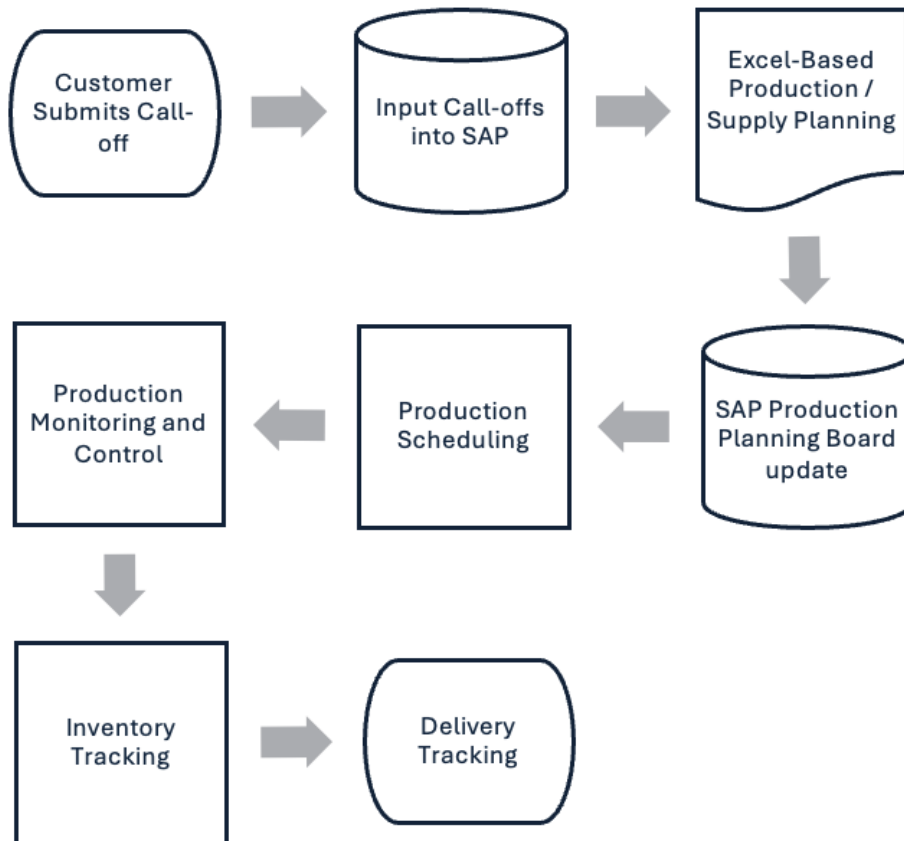 Customer
Submits Call-
off
Input Call-offs
into SAP
Excel-Based
Production /
Supply Planning
SAP Production
Planning Board
update
Production
Scheduling
Production
Monitoring and
Control
Inventory
Tracking
Delivery
Tracking